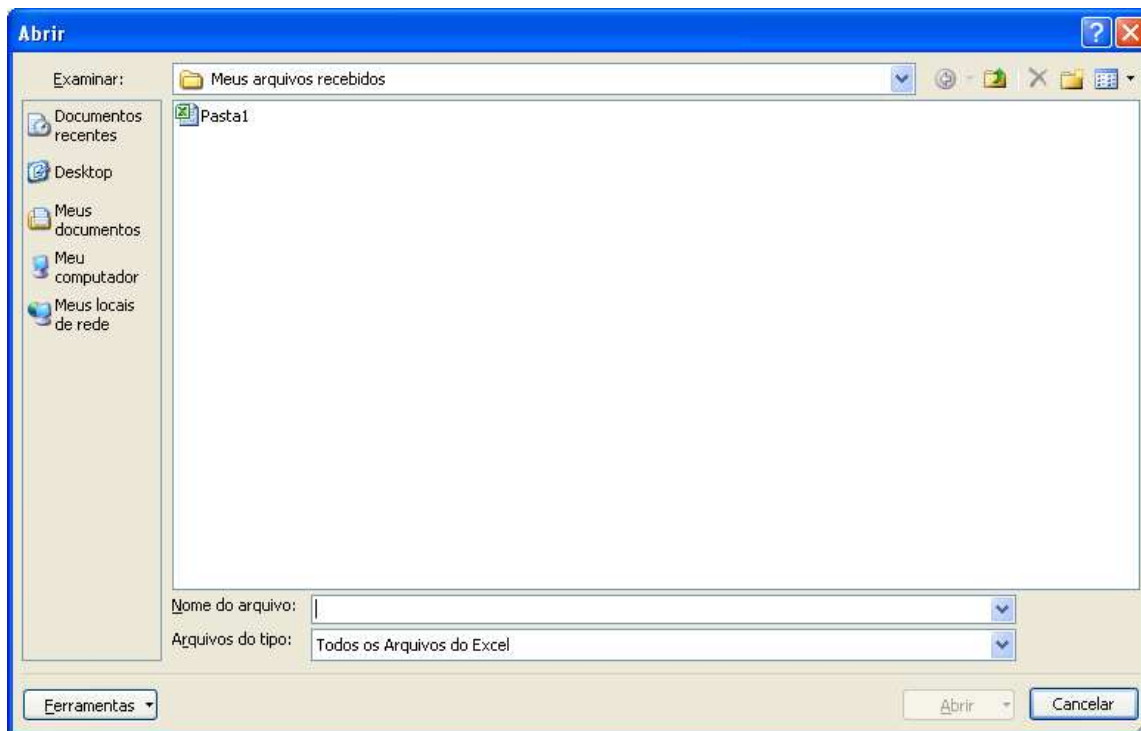 Abrir
Examinar:
Meus arquivos recebidos
Documentos
recentes
Desktop
Meus
documentos
Meu
computador
Meus locais
de rede
Pasta1
Nome do arquivo:
Arquivos do tipo:
Todos os Arquivos do Excel
Ferramentas
Abrir
Cancelar